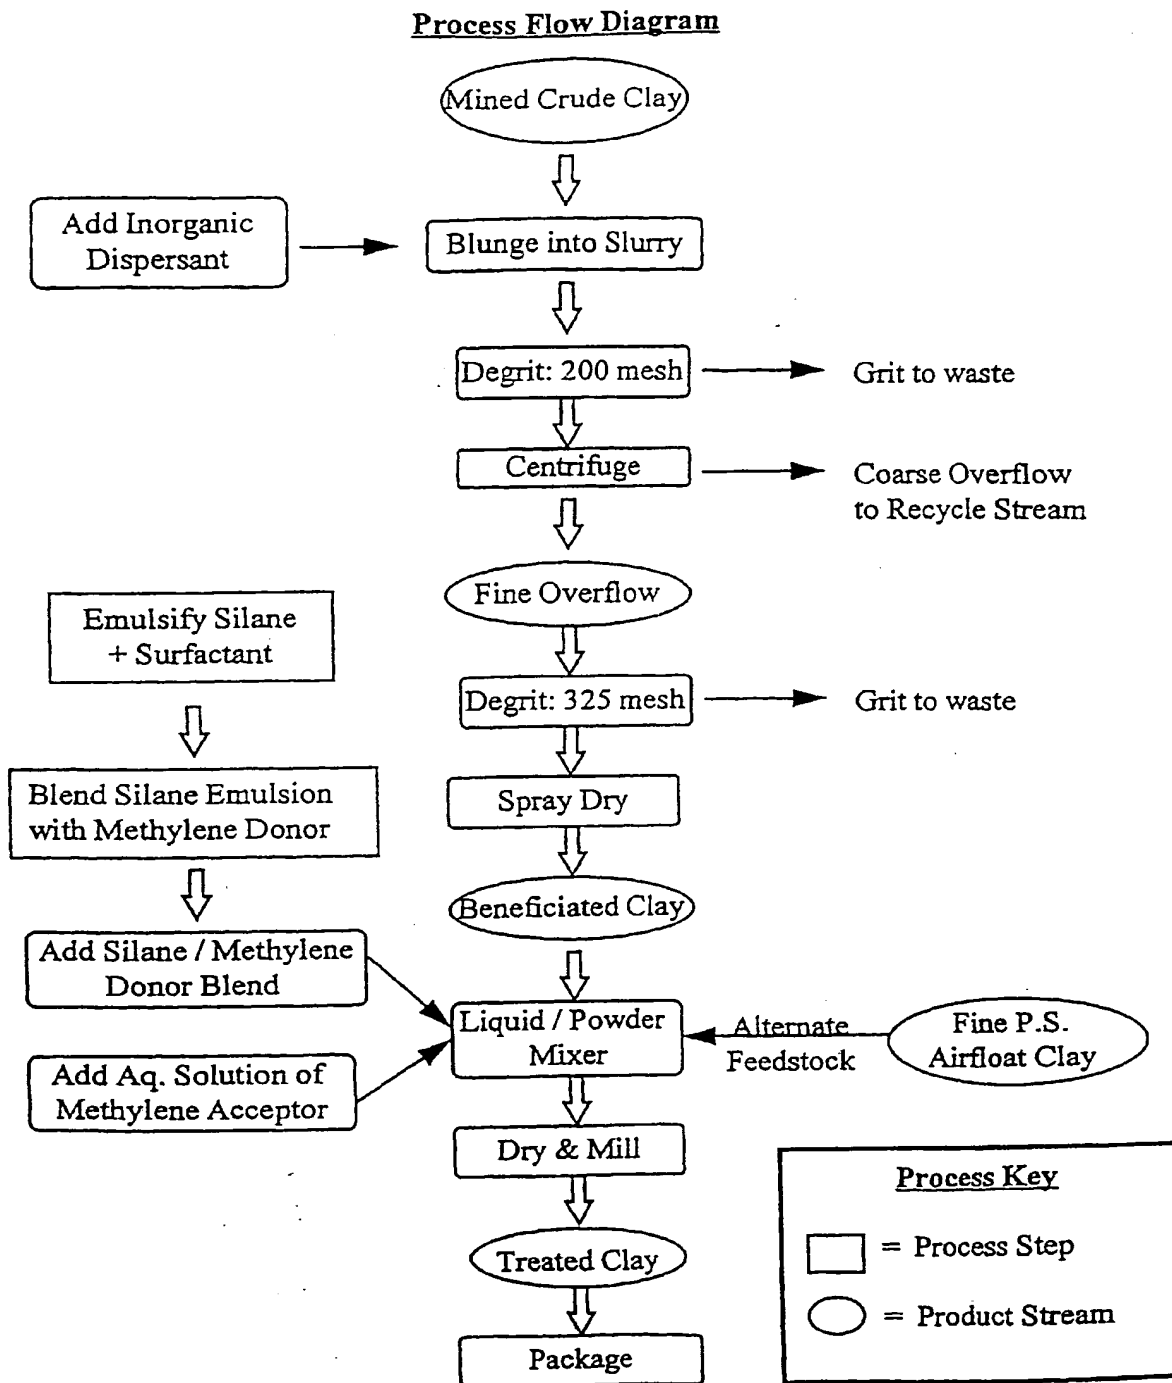 Process Flow Diagram
Mined Crude Clay
Add Inorganic
Dispersant
Blunge into Slurry
Degrit: 200 mesh
Grit to waste
Centrifuge
Coarse Overflow
to Recycle Stream
Fine Overflow
Emulsify Silane
+ Surfactant
Degrit: 325 mesh
Grit to waste
Blend Silane Emulsion
with Methylene Donor
Spray Dry
Beneficiated Clay
Add Silane / Methylene
Donor Blend
Liquid / Powder
Mixer
Alternate
Feedstock
Fine P.S.
Airfloat Clay
Add Aq. Solution of
Methylene Acceptor
Dry & Mill
Process Key
= Process Step
Treated Clay
= Product Stream
Package